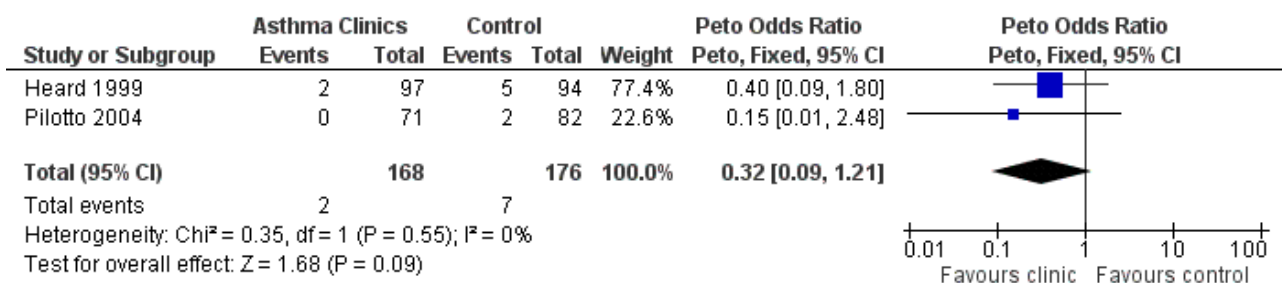 Asthma Clinics Control Peto Odds Ratio Peto Odds Ratio
Study or Subgroup Events Total Events Total Weight Peto, Fixed, 95% CI Peto, Fixed, 95% CI
Heard 1999 2 97 5 94 77.4% 0.40 [0.09, 1.80]
Pilotto 2004 0 71 2 82 22.6% 0.15 [0.01, 2.48]
Total (95% CI) 168 176 100.0% 0.32 [0.09, 1.21]
Total events 2 7
Heterogeneity: Chi² = 0.35, df = 1 (P = 0.55); I² = 0%
Test for overall effect: Z = 1.68 (P = 0.09)
0.01 0.1 1 10 100
Favours clinic Favours control